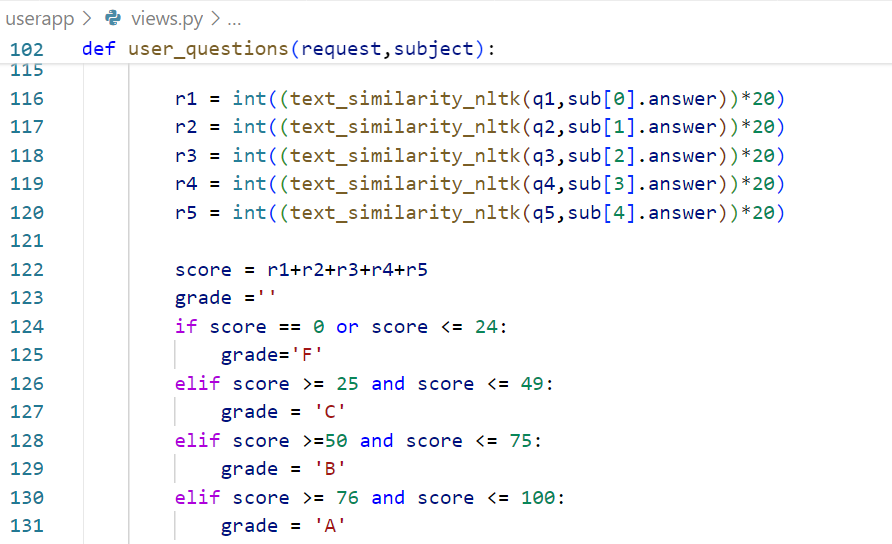 userapp > views.py > ...
102 def user_questions(request,subject):
115
116 r1 = int((text_similarity_nltk(q1,sub[0].answer))*20)
117 r2 = int((text_similarity_nltk(q2,sub[1].answer))*20)
118 r3 = int((text_similarity_nltk(q3,sub[2].answer))*20)
119 r4 = int((text_similarity_nltk(q4,sub[3].answer))*20)
120 r5 = int((text_similarity_nltk(q5,sub[4].answer))*20)
121
122 score = r1+r2+r3+r4+r5
123 grade =''
124 if score == 0 or score <= 24:
125 grade='F'
126 elif score >= 25 and score <= 49:
127 grade = 'C'
128 elif score >=50 and score <= 75:
129 grade = 'B'
130 elif score >= 76 and score <= 100:
131 grade = 'A'